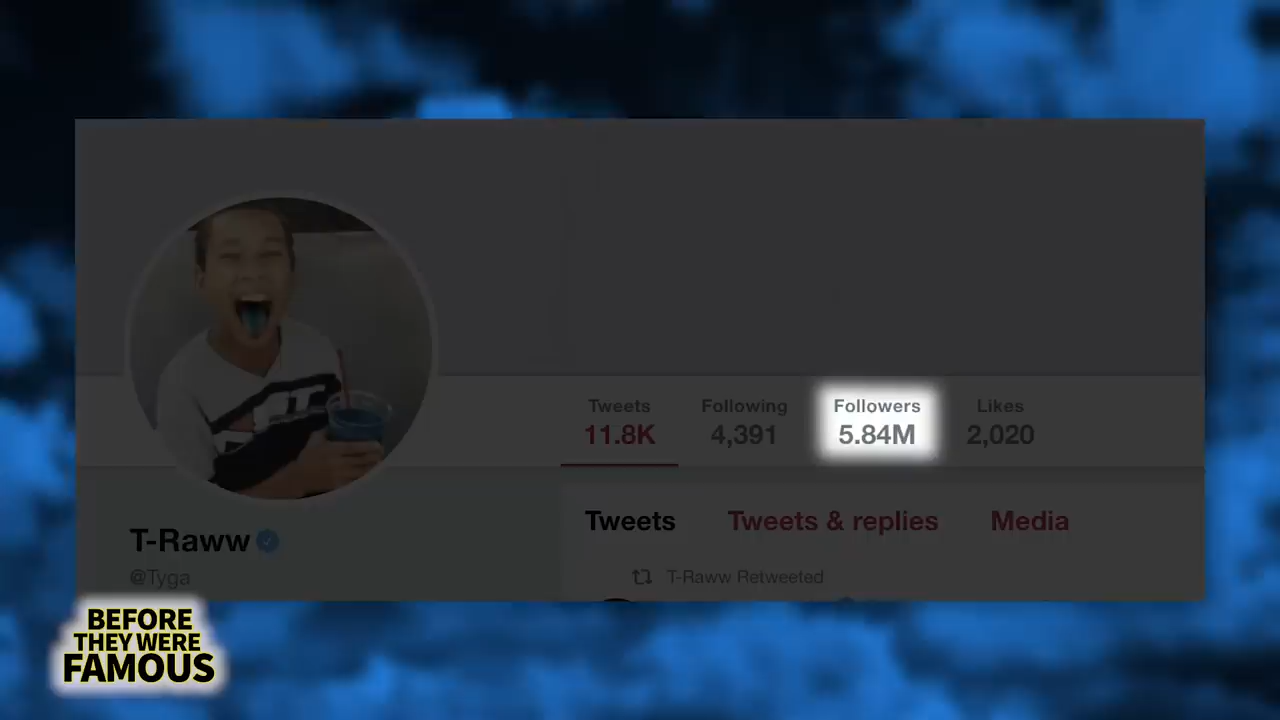 Tweets Following Followers Likes
11.8K 4,391 5.84M 2,020
T-Raww
@Tyga
Tweets Tweets & replies Media
T-Raww Retweeted
BEFORE
THEY WERE
FAMOUS